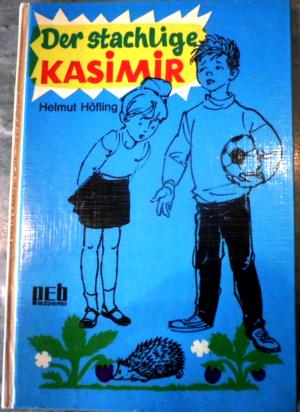 Der stachlige
KASIMIR
Helmut Höfling
peb
BÜCHEREI